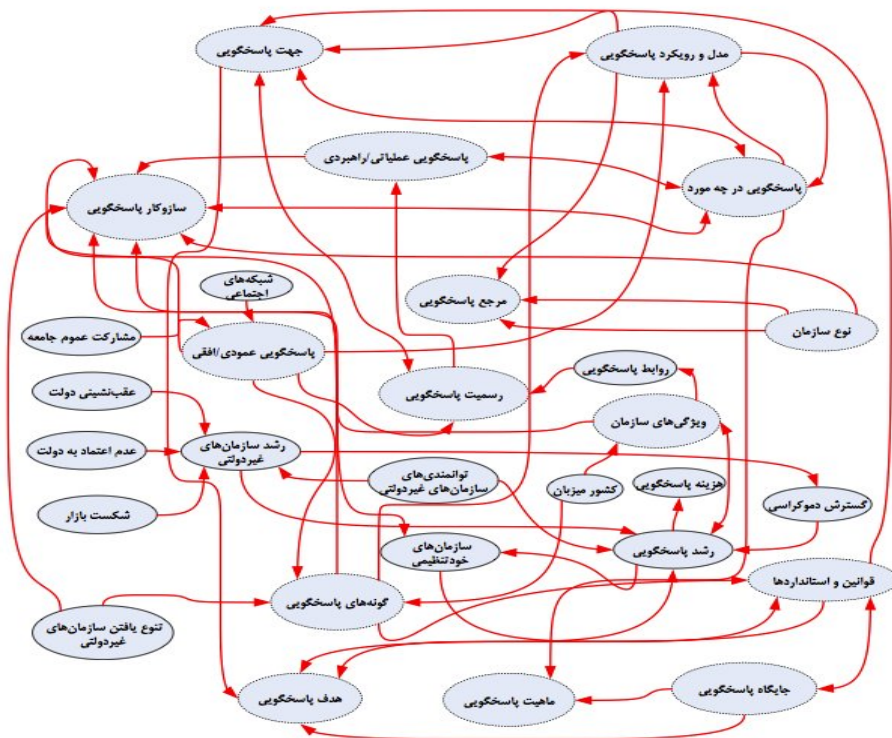 جهت پاسخگویی
مدل و رویکرد پاسخگویی
پاسخگویی عملیاتی/راهبردی
پاسخگویی در چه مورد
سازوکار پاسخگویی
شبکه‌های
اجتماعی
مرجع پاسخگویی
نوع سازمان
مشارکت عموم جامعه
پاسخگویی عمودی/افقی
روابط پاسخگویی
رسمیت پاسخگویی
عقب‌نشینی دولت
ویژگی‌های سازمان
رشد سازمان‌های
غیردولتی
عدم اعتماد به دولت
توانمندی‌های
سازمان‌های غیردولتی
کشور میزبان
هزینه پاسخگویی
گسترش دموکراسی
شکست بازار
سازمان‌های
خودتنظیمی
رشد پاسخگویی
قوانین و استانداردها
گونه‌های پاسخگویی
تنوع یافتن سازمان‌های
غیردولتی
هدف پاسخگویی
ماهیت پاسخگویی
جایگاه پاسخگویی